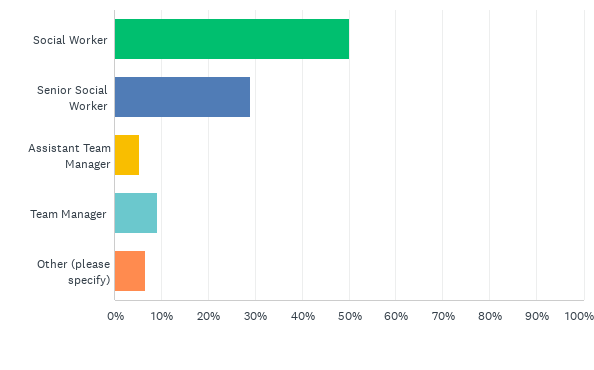 Social Worker
Senior Social
Worker
Assistant Team
Manager
Team Manager
Other (please
specify)
0% 10% 20% 30% 40% 50% 60% 70% 80% 90% 100%